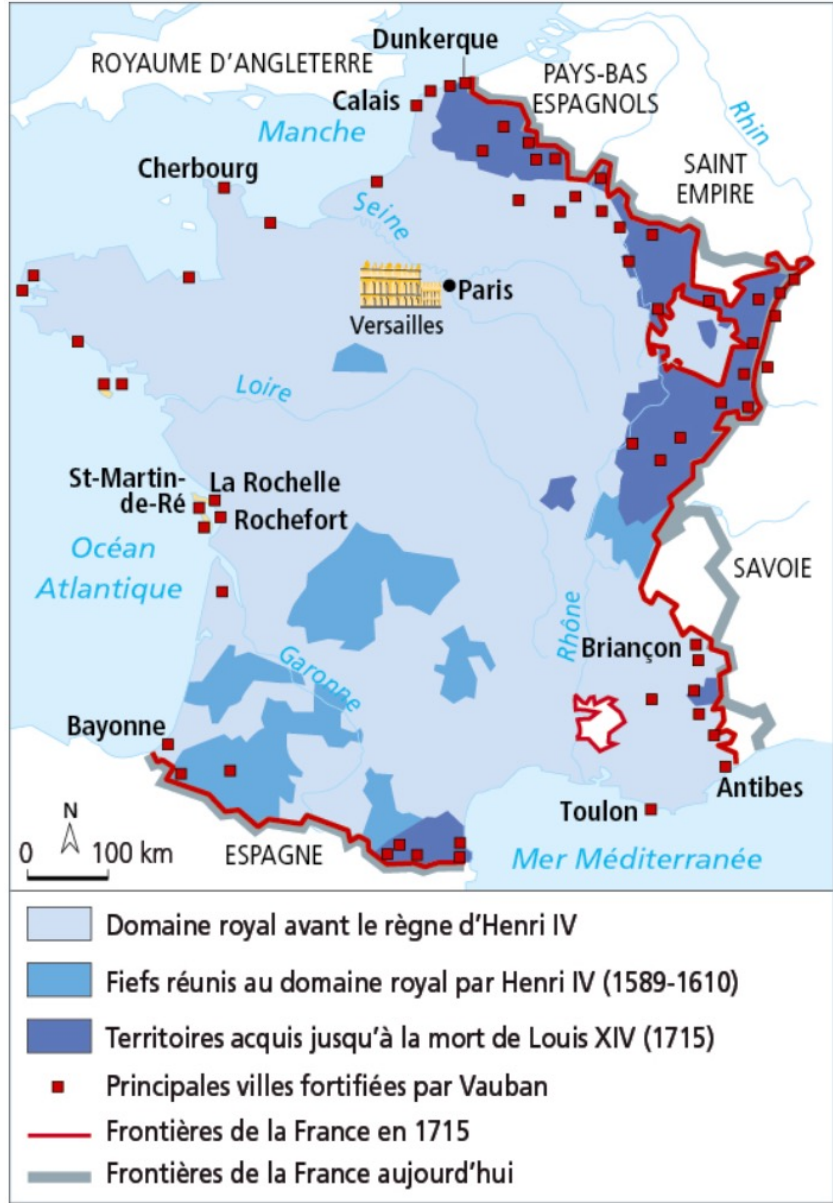 Dunkerque
ROYAUME D'ANGLETERRE
PAYS-BAS
ESPAGNOLS
Calais
Rhin
Manche
Cherbourg
SAINT
EMPIRE
Seine
Paris
Versailles
Loire
St-Martin-
de-Ré
La Rochelle
Rochefort
Océan
Atlantique
SAVOIE
Rhône
Briançon
Garonne
Bayonne
Antibes
Toulon
N
0 100 km
ESPAGNE
Mer Méditerranée
Domaine royal avant le règne d'Henri IV
Fiefs réunis au domaine royal par Henri IV (1589-1610)
Territoires acquis jusqu'à la mort de Louis XIV (1715)
Principales villes fortifiées par Vauban
Frontières de la France en 1715
Frontières de la France aujourd'hui